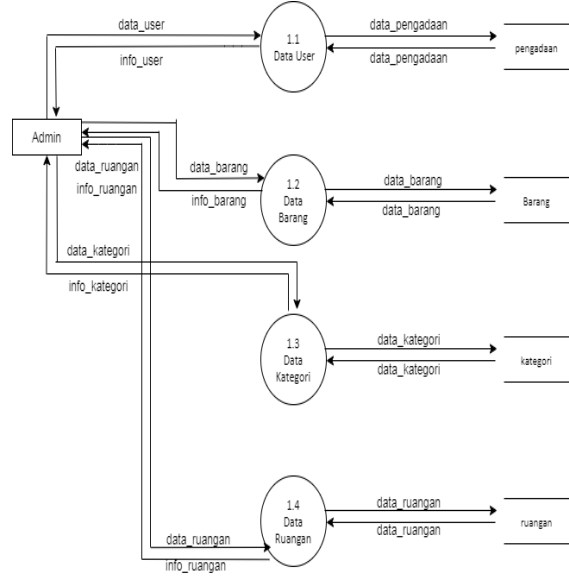 data_user
info_user
1.1
Data User
data_pengadaan
data_pengadaan
pengadaan
Admin
data_ruangan
info_ruangan
data_barang
info_barang
1.2
Data
Barang
data_barang
data_barang
Barang
data_kategori
info_kategori
1.3
Data
Kategori
data_kategori
data_kategori
kategori
data_ruangan
info_ruangan
1.4
Data
Ruangan
data_ruangan
data_ruangan
ruangan